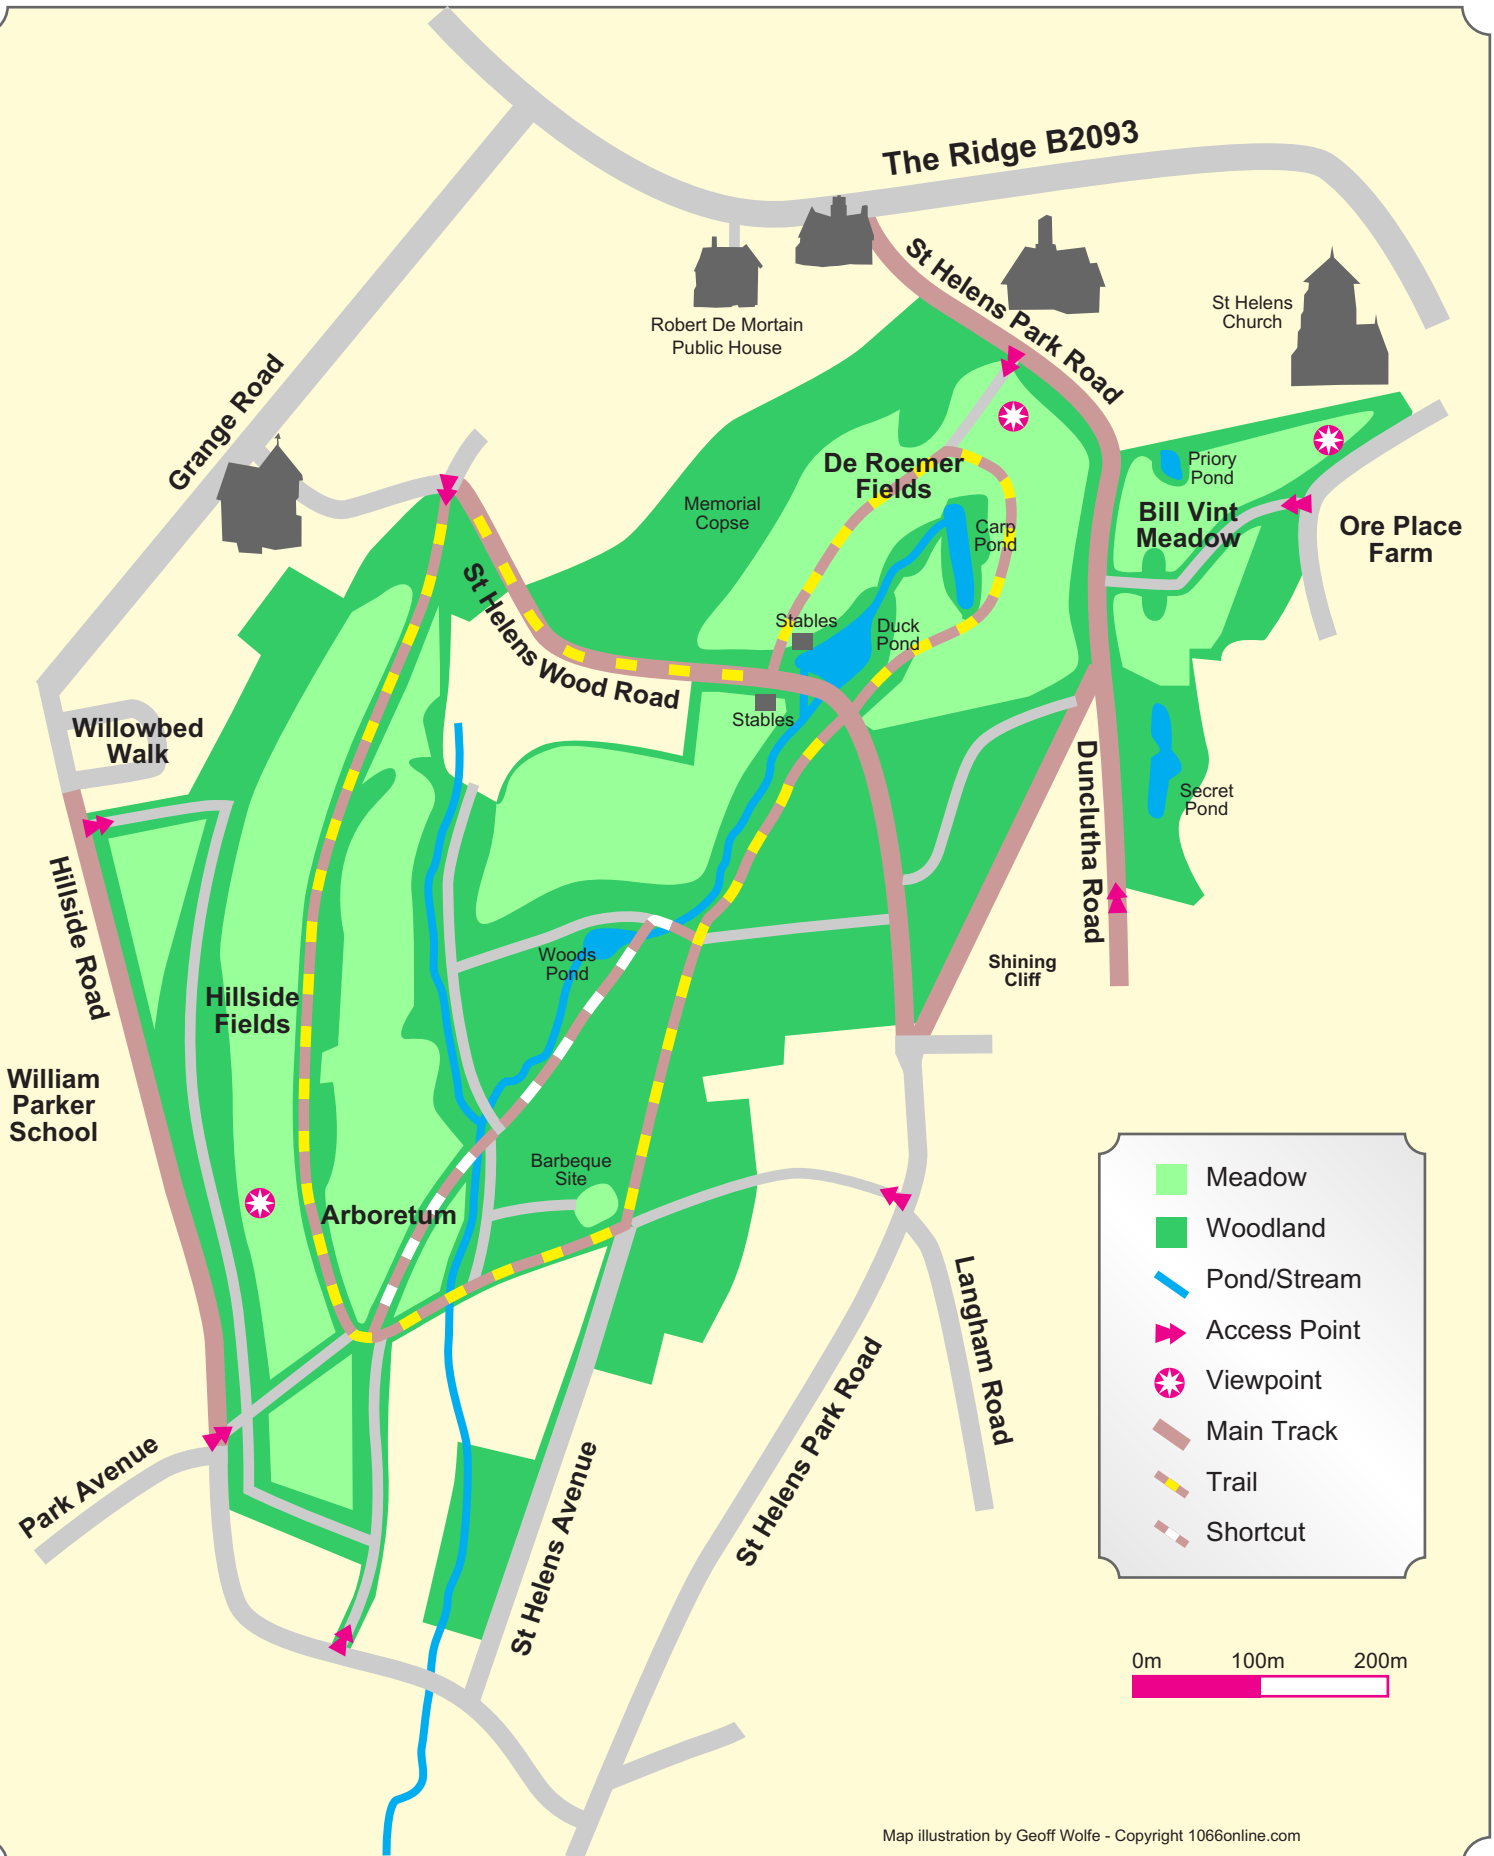 The Ridge B2093
St Helens Park Road
Robert De Mortain
Public House
St Helens
Church
Grange Road
De Roemer
Fields
Memorial
Copse
Carp
Pond
Priory
Pond
Bill Vint
Meadow
Ore Place
Farm
St Helens Wood Road
Stables
Duck
Pond
Stables
Willowbed
Walk
Dunclutha Road
Secret
Pond
Hillside Road
Woods
Pond
Shining
Cliff
Hillside
Fields
William
Parker
School
Barbeque
Site
Arboretum
Langham Road
St Helens Park Road
Park Avenue
St Helens Avenue
Meadow
Woodland
Pond/Stream
Access Point
Viewpoint
Main Track
Trail
Shortcut
0m 100m 200m
Map illustration by Geoff Wolfe - Copyright 1066online.com